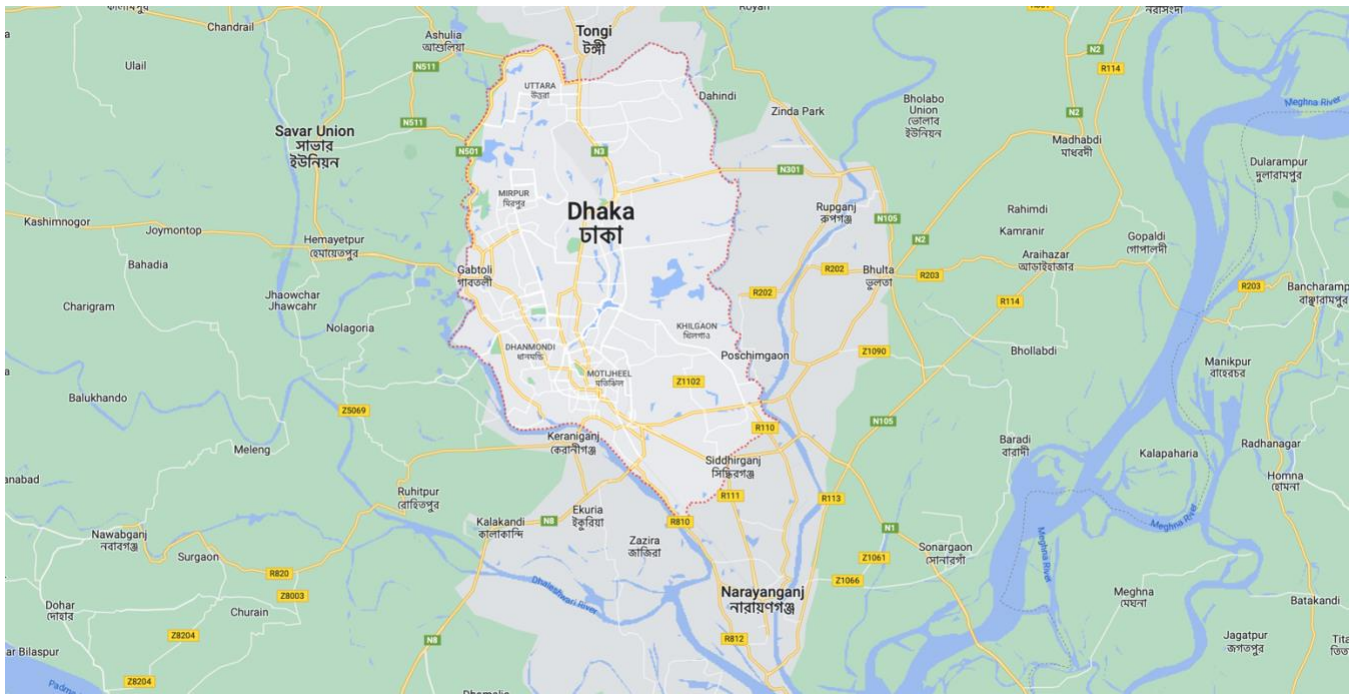 নরসংদী
Chandrail
Ashulia
আশুলিয়া
Tongi
টঙ্গী
N2
R114
Ulail
N511
UTTARA
উত্তরা
Dahindi
Zinda Park
Bholabo
Union
ভোলাব
ইউনিয়ন
Meghna River
N2
Savar Union
সাভার
ইউনিয়ন
N511
N501
N3
N301
Madhabdi
মাধবদী
Dularampur
দুলারামপুর
MIRPUR
মিরপুর
Dhaka
ঢাকা
Rupganj
রুপগঞ্জ
N105
N2
Rahimdi
Kamranir
Gopaldi
গোপালদী
Kashimnogor
Joymontop
Hemayetpur
হেমায়েতপুর
Bahadia
Gabtoli
গাবতলী
R202
Bhulta
ভুলতা
R203
Araihazar
আড়াইহাজার
R203
Charigram
Jhaowchar
Jhawcahr
R202
R114
Nolagoria
KHILGAON
খিলগাও
DHANMONDI
ধানমন্ডি
Poschimgaon
Z1090
Bhollabdi
Manikpur
MOTIJHEEL
মতিঝিল
Z1102
Balukhando
Z5069
N105
R110
Meleng
Keraniganj
কেরানীগঞ্জ
Baradi
বারাদী
Radhanagar
Kalapaharia
Siddhirganj
সিদ্ধিরগঞ্জ
Homna
হোমনা
Ruhitpur
রোহিতপুর
R111
R113
Ekuria
ইকুরিয়া
Kalakandi
কালাকান্দি
N8
R810
N1
Meghna River
Nawabganj
নবাবগঞ্জ
Surgaon
Zazira
জাজিরা
Meghna River
Sonargaon
সোনারগাঁ
Z1061
R820
Z1066
Z8003
Dhaleshwari River
Narayanganj
নারায়ণগঞ্জ
Meghna
মেঘনা
Batakandi
Dohar
দোহার
Churain
Z8204
N8
R812
Jagatpur
জগতপুর
Z8204